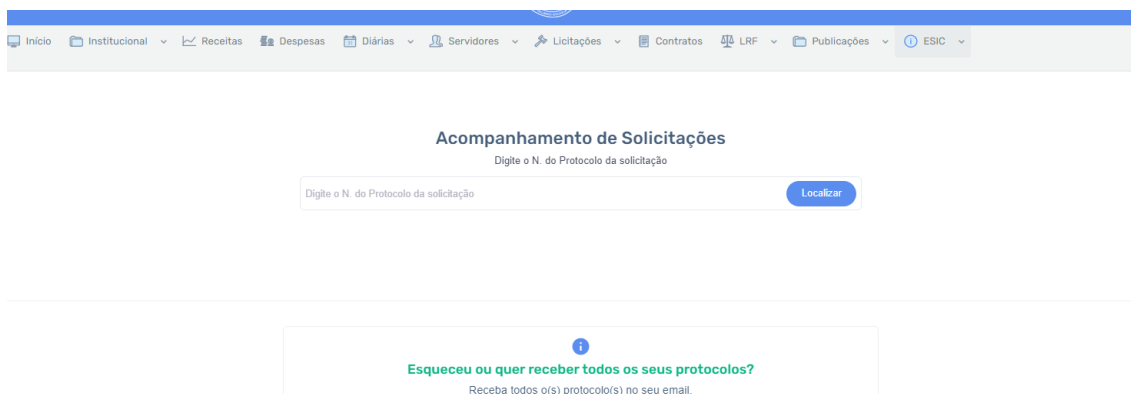 Início Institucional Receitas Despesas Diárias Servidores Licitações Contratos LRF Publicações ESIC
Acompanhamento de Solicitações
Digite o N. do Protocolo da solicitação
Digite o N. do Protocolo da solicitação Localizar
Esqueceu ou quer receber todos os seus protocolos?
Receba todos o(s) protocolo(s) no seu email.